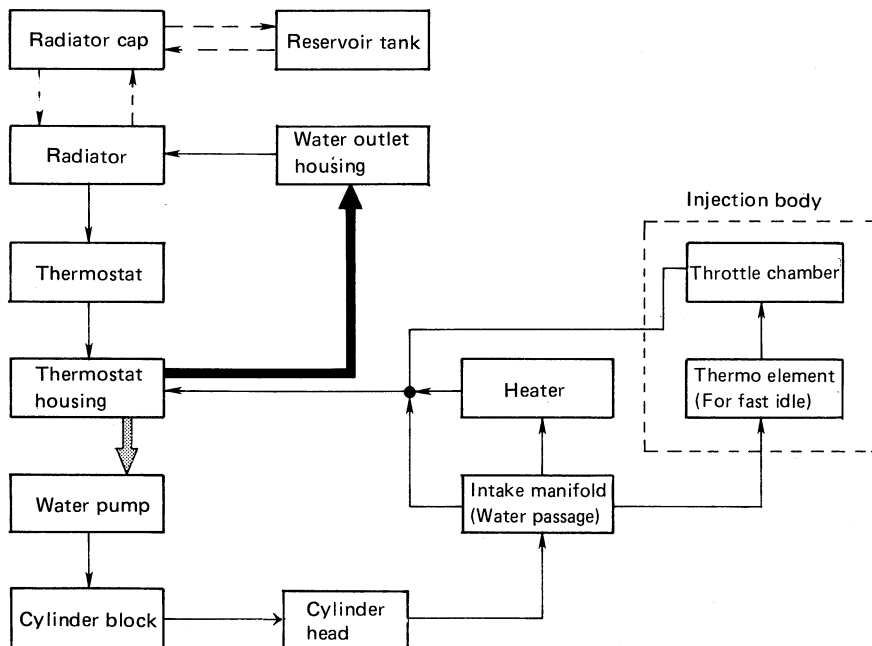 Radiator cap
Reservoir tank
Radiator
Water outlet
housing
Injection body
Thermostat
Throttle chamber
Thermostat
housing
Heater
Thermo element
(For fast idle)
Water pump
Intake manifold
(Water passage)
Cylinder block
Cylinder
head